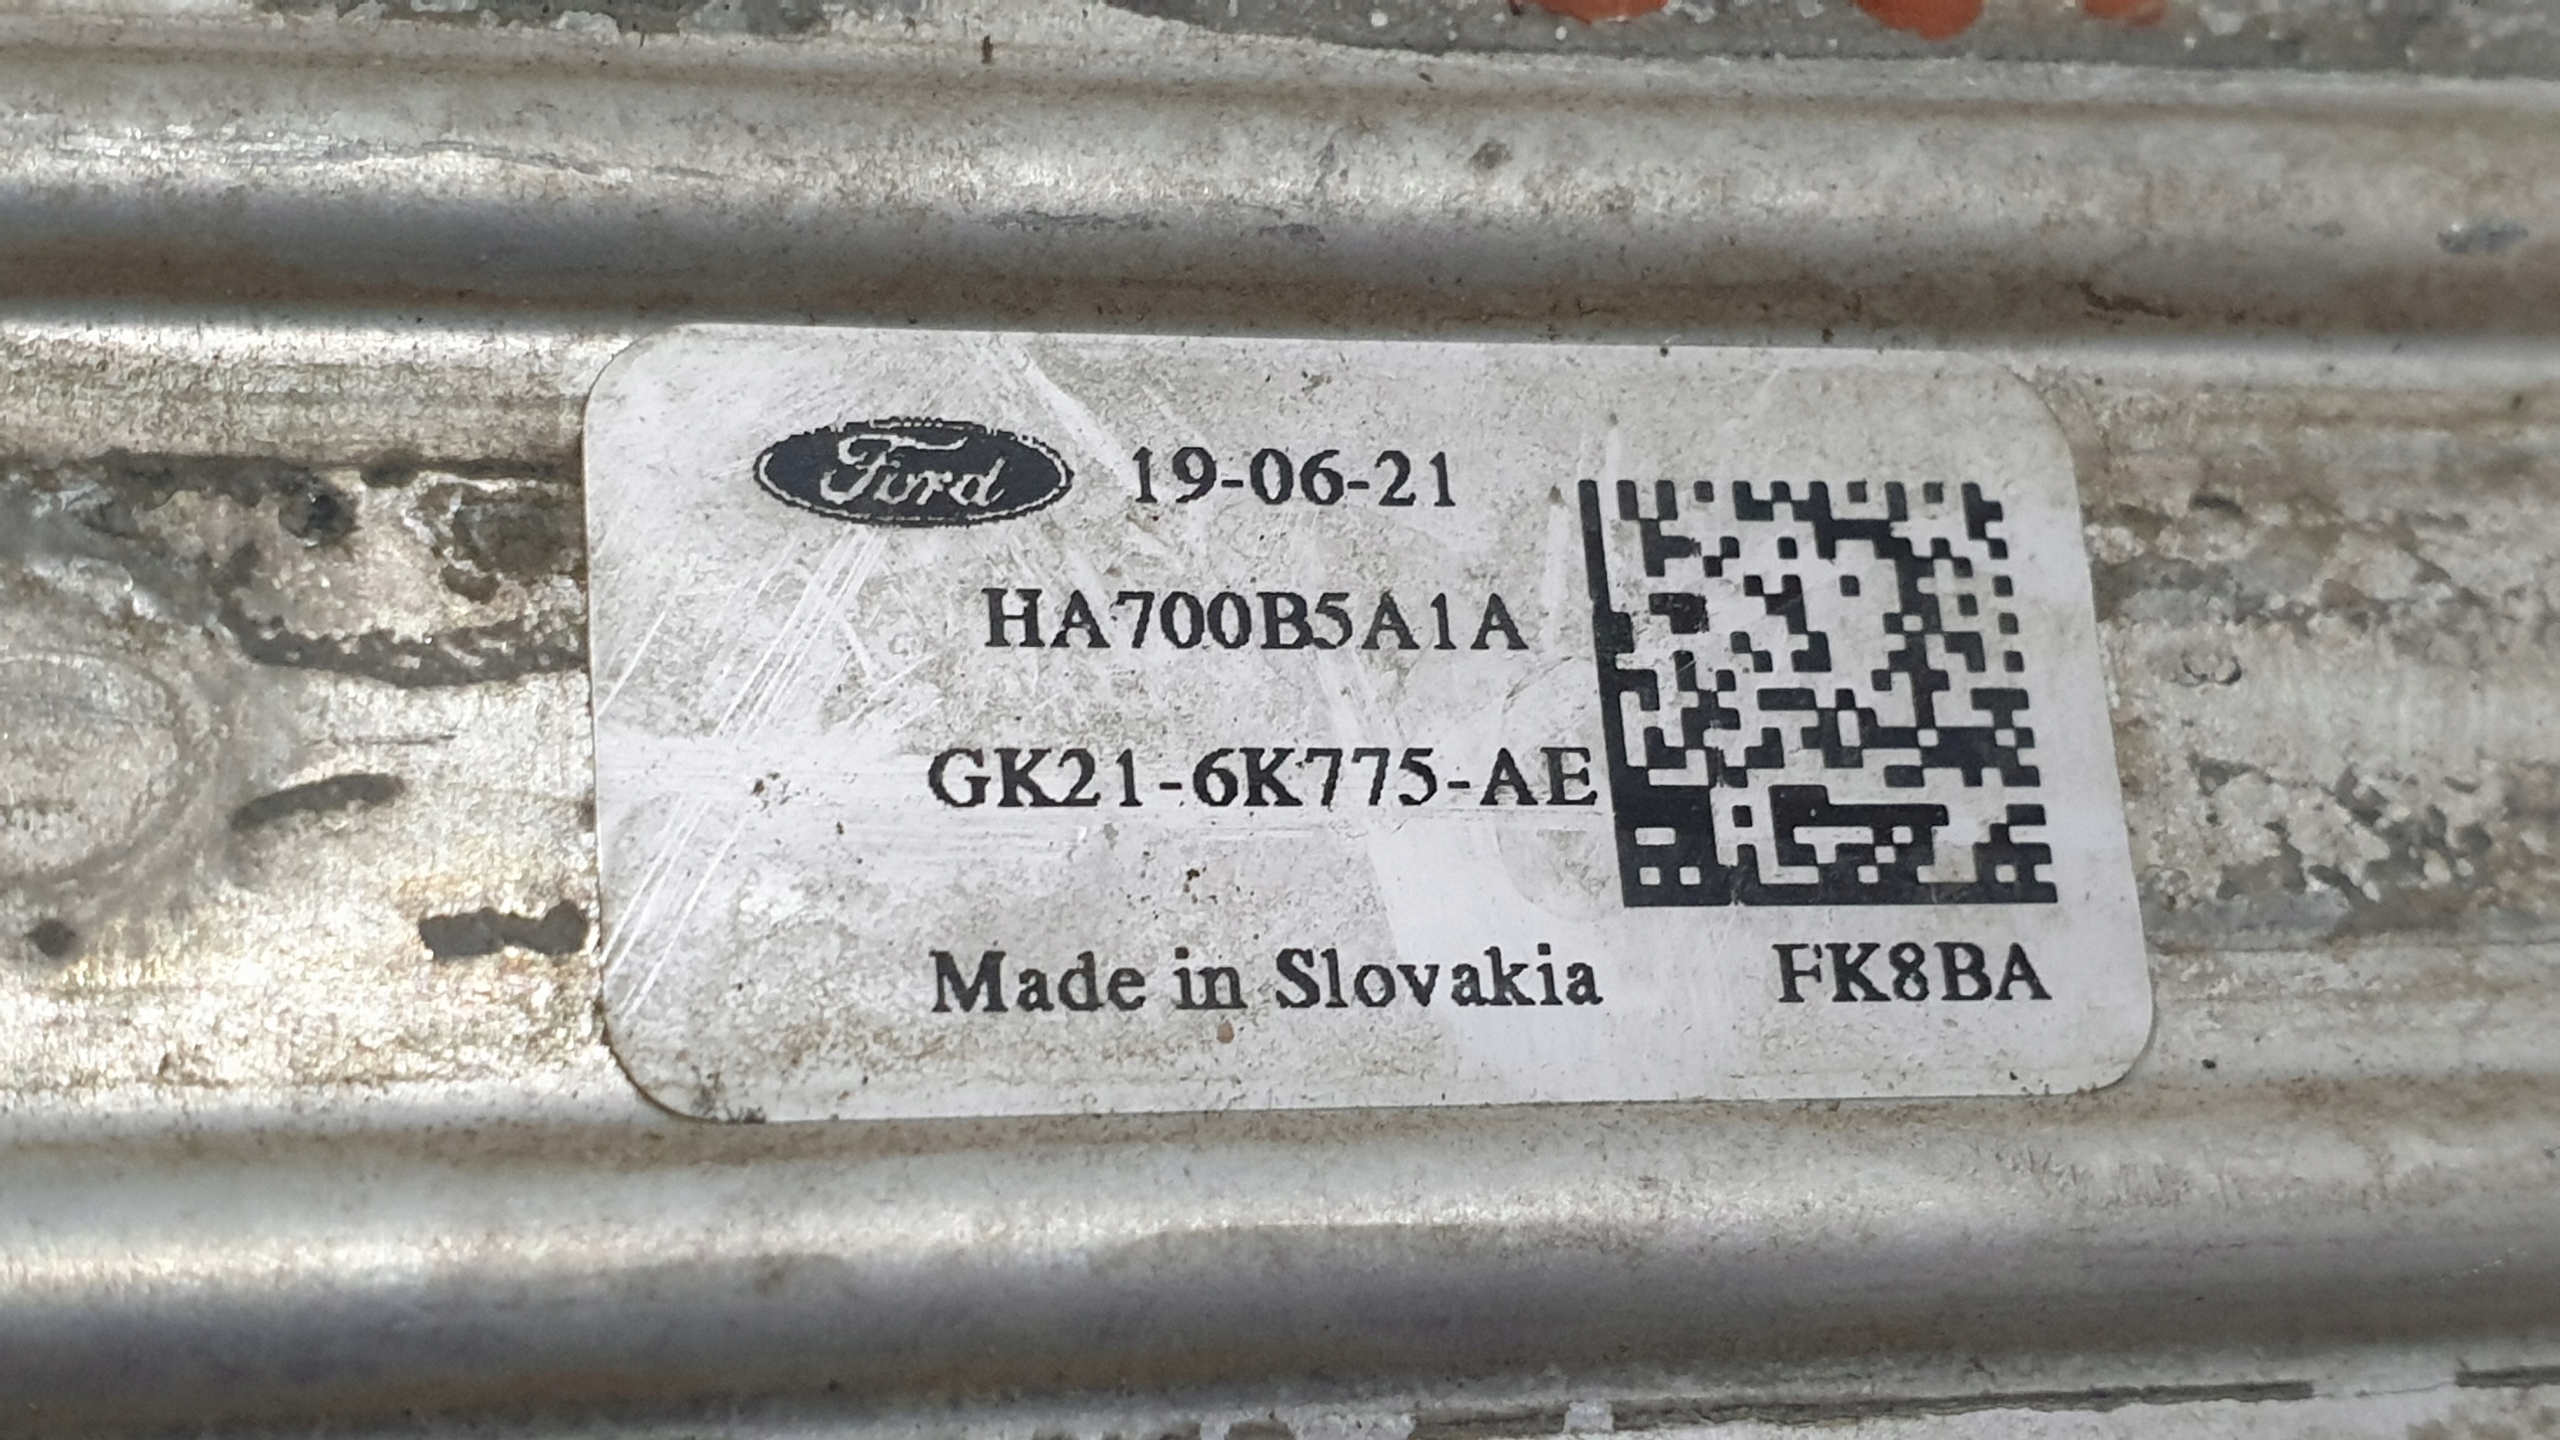 Ford 19-06-21
HA700B5A1A
GK21-6K775-AE
Made in Slovakia FK8BA